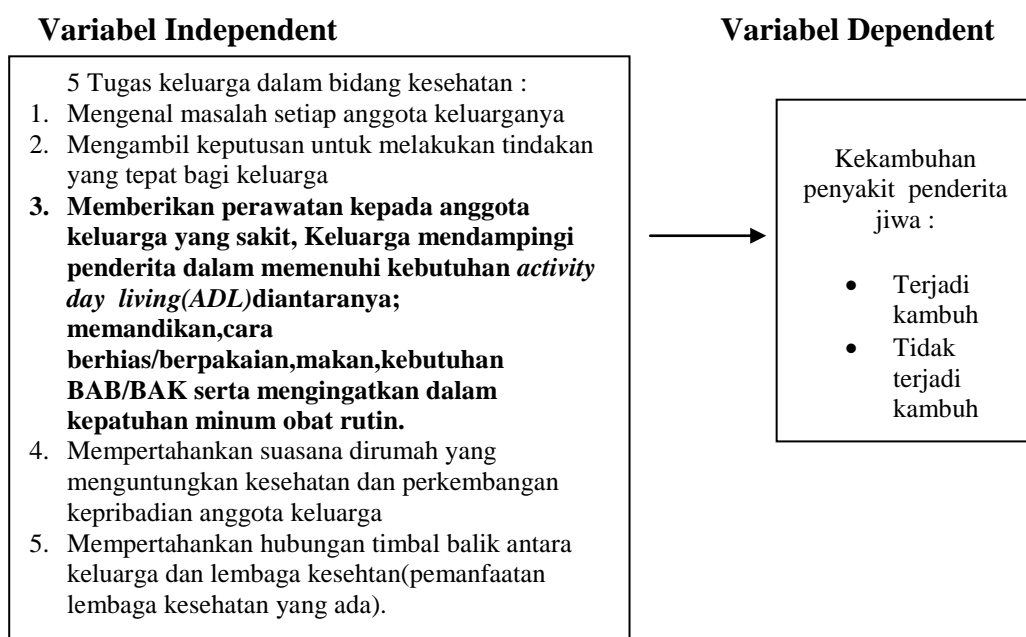 Variabel Independent
Variabel Dependent
5 Tugas keluarga dalam bidang kesehatan :
1. Mengenal masalah setiap anggota keluarganya
2. Mengambil keputusan untuk melakukan tindakan
yang tepat bagi keluarga
3. Memberikan perawatan kepada anggota
keluarga yang sakit, Keluarga mendampingi
penderita dalam memenuhi kebutuhan activity
day living(ADL)diantaranya;
memandikan,cara
berhias/berpakaian,makan,kebutuhan
BAB/BAK serta mengingatkan dalam
kepatuhan minum obat rutin.
4. Mempertahankan suasana dirumah yang
menguntungkan kesehatan dan perkembangan
kepribadian anggota keluarga
5. Mempertahankan hubungan timbal balik antara
keluarga dan lembaga kesehtan(pemanfaatan
lembaga kesehatan yang ada).
Kekambuhan
penyakit penderita
jiwa :
• Terjadi
kambuh
• Tidak
terjadi
kambuh